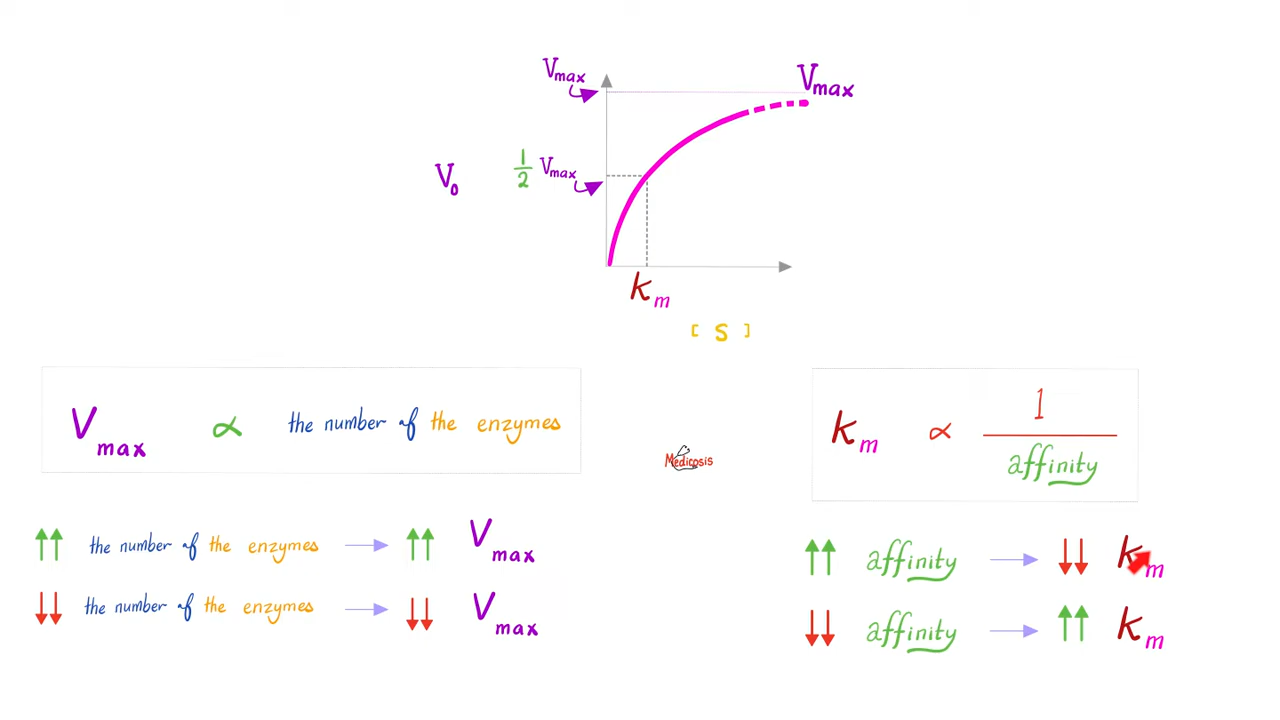 Vmax
Vmax
V0
1/2 Vmax
km
[ S ]
Vmax ∝ the number of the enzymes
km ∝ 1/affinity
Medicosis
↑↑ the number of the enzymes → ↑↑ Vmax
↓↓ the number of the enzymes → ↓↓ Vmax
↑↑ affinity → ↓↓ km
↓↓ affinity → ↑↑ km